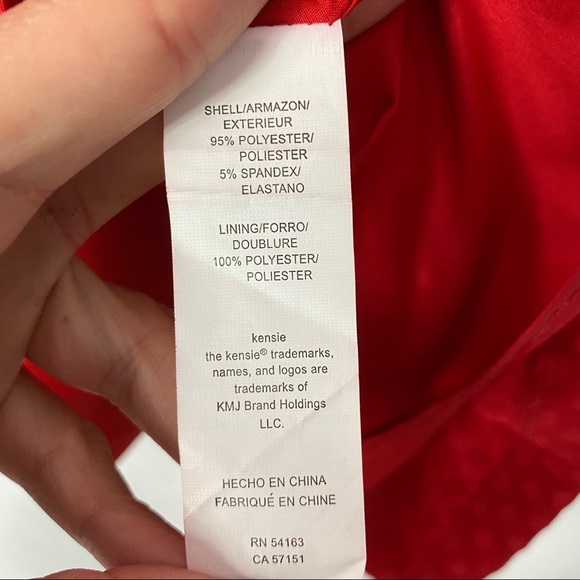 SHELL/ARMAZON/
EXTERIEUR
95% POLYESTER/
POLIESTER
5% SPANDEX/
ELASTANO
LINING/FORRO/
DOUBLURE
100% POLYESTER/
POLIESTER
kensie
the kensie® trademarks,
names, and logos are
trademarks of
KMJ Brand Holdings
LLC.
HECHO EN CHINA
FABRIQUÉ EN CHINE
RN 54163
CA 57151